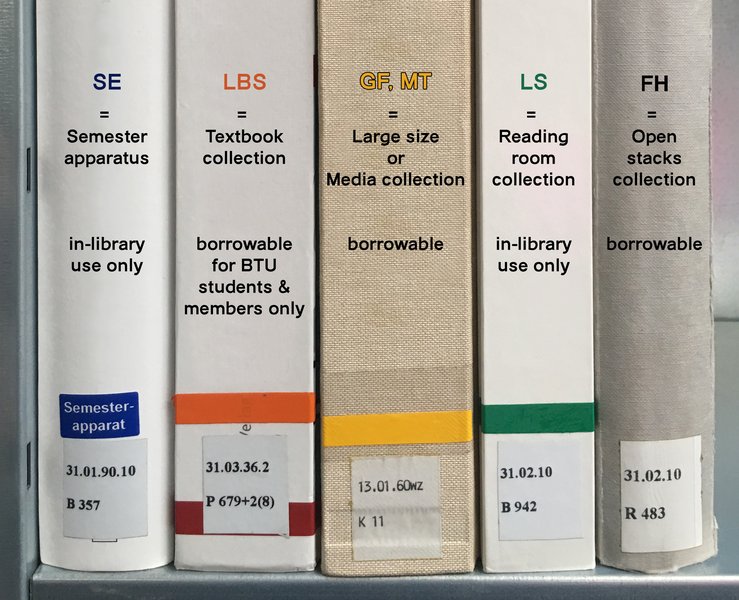 SE
=
Semester
apparatus
in-library
use only
Semester-
apparat
31.01.90.10
B 357
LBS
=
Textbook
collection
borrowable
for BTU
students &
members only
31.03.36.2
P 679+2(8)
GF, MT
=
Large size
or
Media collection
borrowable
13.01.60wz
K 11
LS
=
Reading
room
collection
in-library
use only
31.02.10
B 942
FH
=
Open
stacks
collection
borrowable
31.02.10
R 483